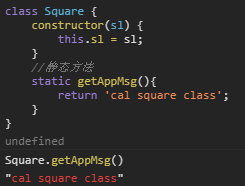 class Square {
    constructor(sl) {
        this.sl = sl;
    }
    //静态方法
    static getAppMsg(){
        return 'cal square class';
    }
}
undefined
Square.getAppMsg()
"cal square class"